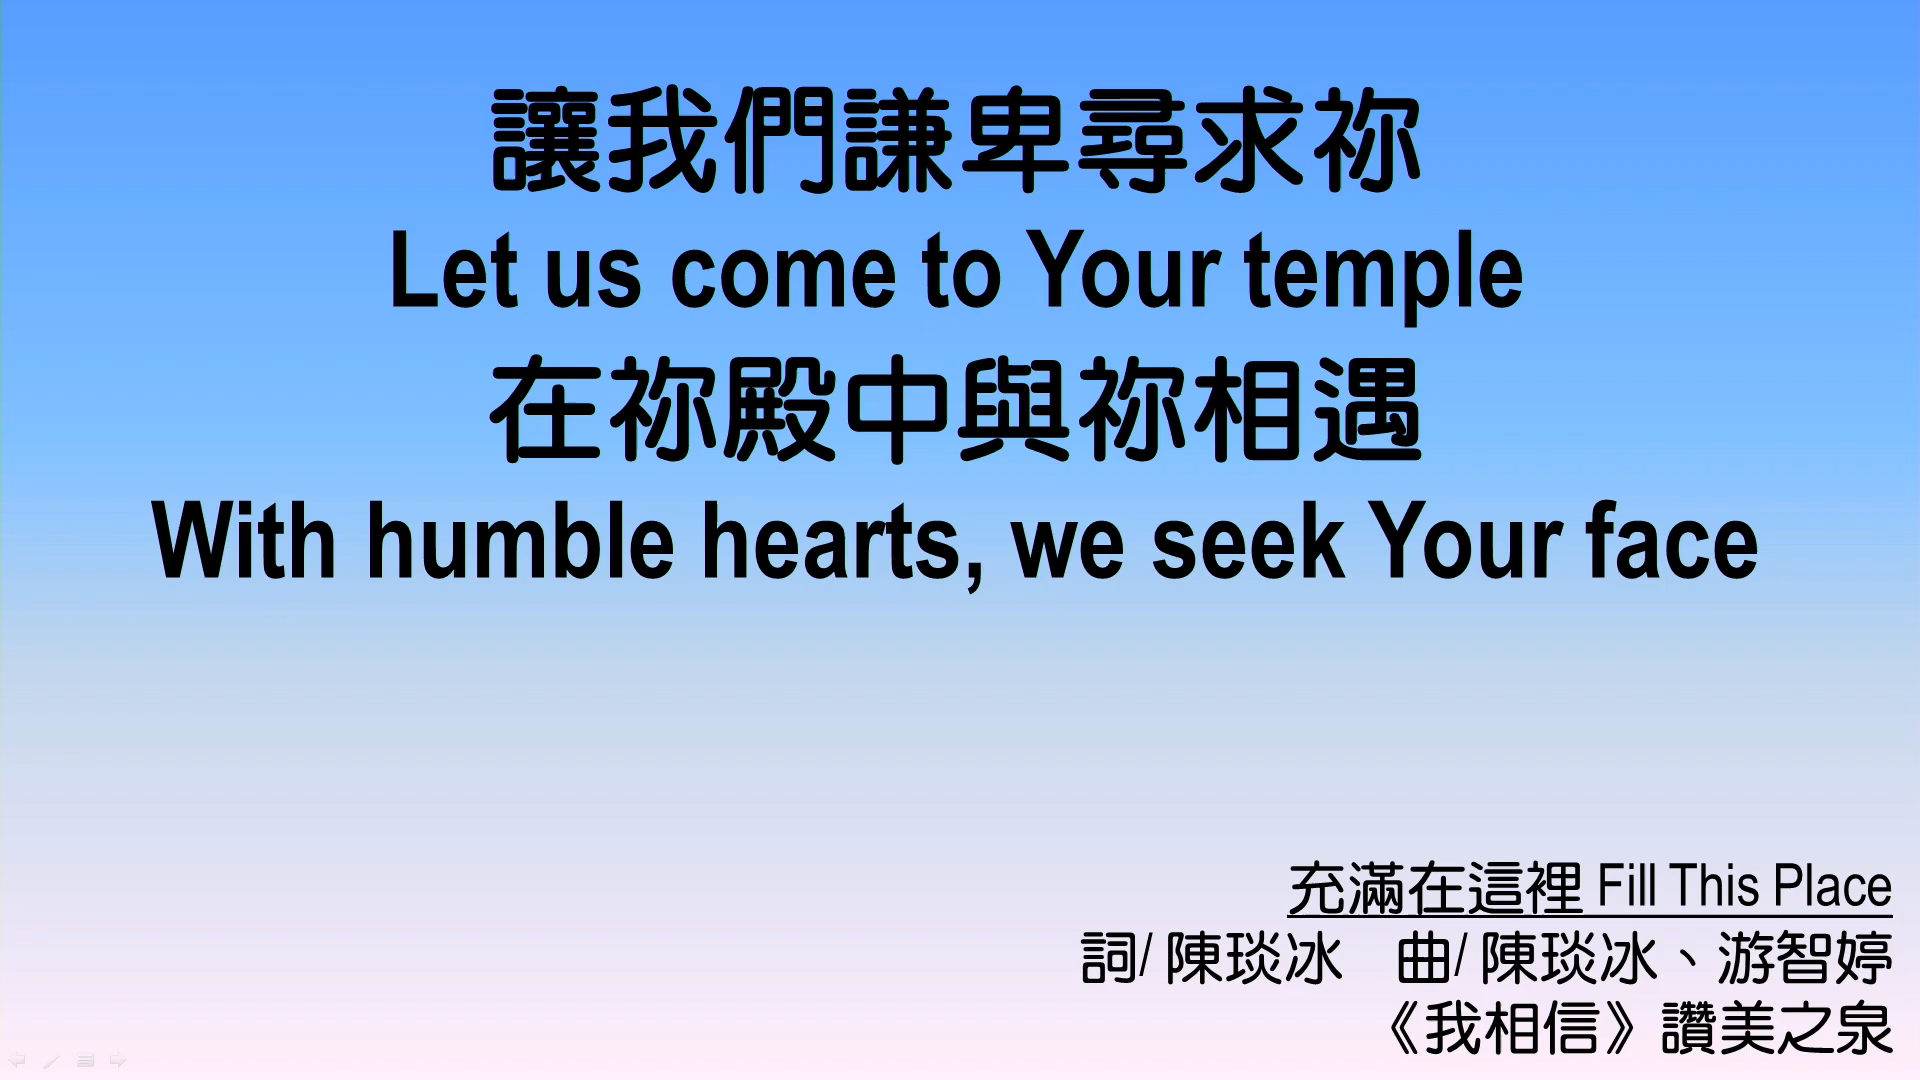 讓我們謙卑尋求祢
Let us come to Your temple
在祢殿中與祢相遇
With humble hearts, we seek Your face
充滿在這裡 Fill This Place
詞/ 陳琰冰　曲/ 陳琰冰、游智婷
《我相信》讚美之泉